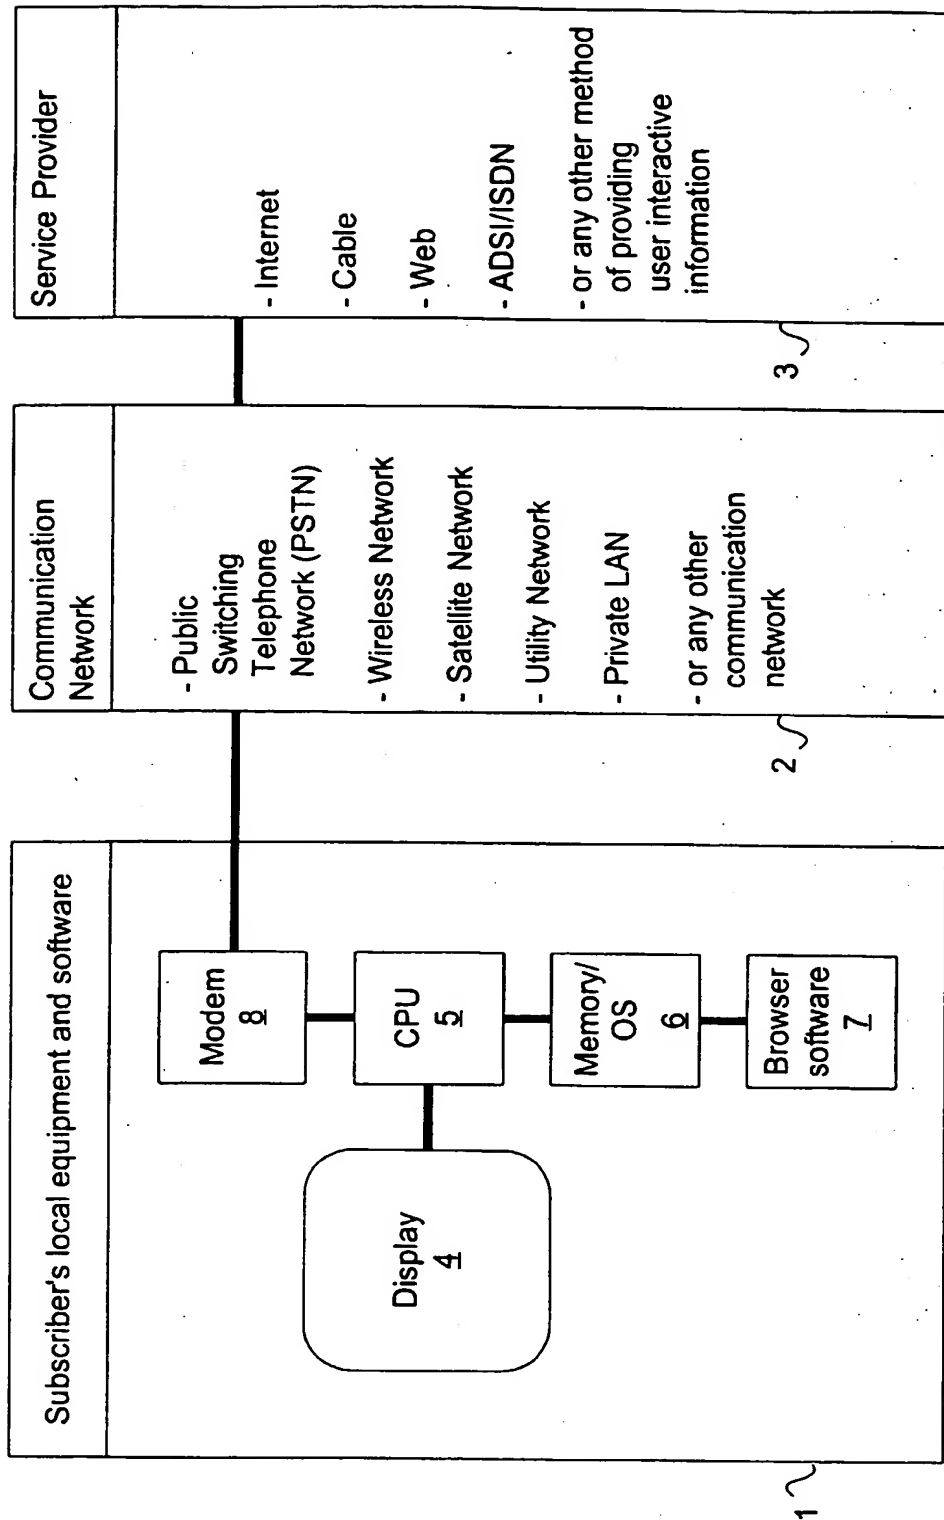 Subscriber's local equipment and software
Modem
8
CPU
5
Display
4
Memory/
OS
6
Browser
software
7
1
Communication
Network
- Public
Switching
Telephone
Network (PSTN)
- Wireless Network
- Satellite Network
- Utility Network
- Private LAN
- or any other
communication
network
2
Service Provider
- Internet
- Cable
- Web
- ADSI/ISDN
- or any other method
of providing
user interactive
information
3